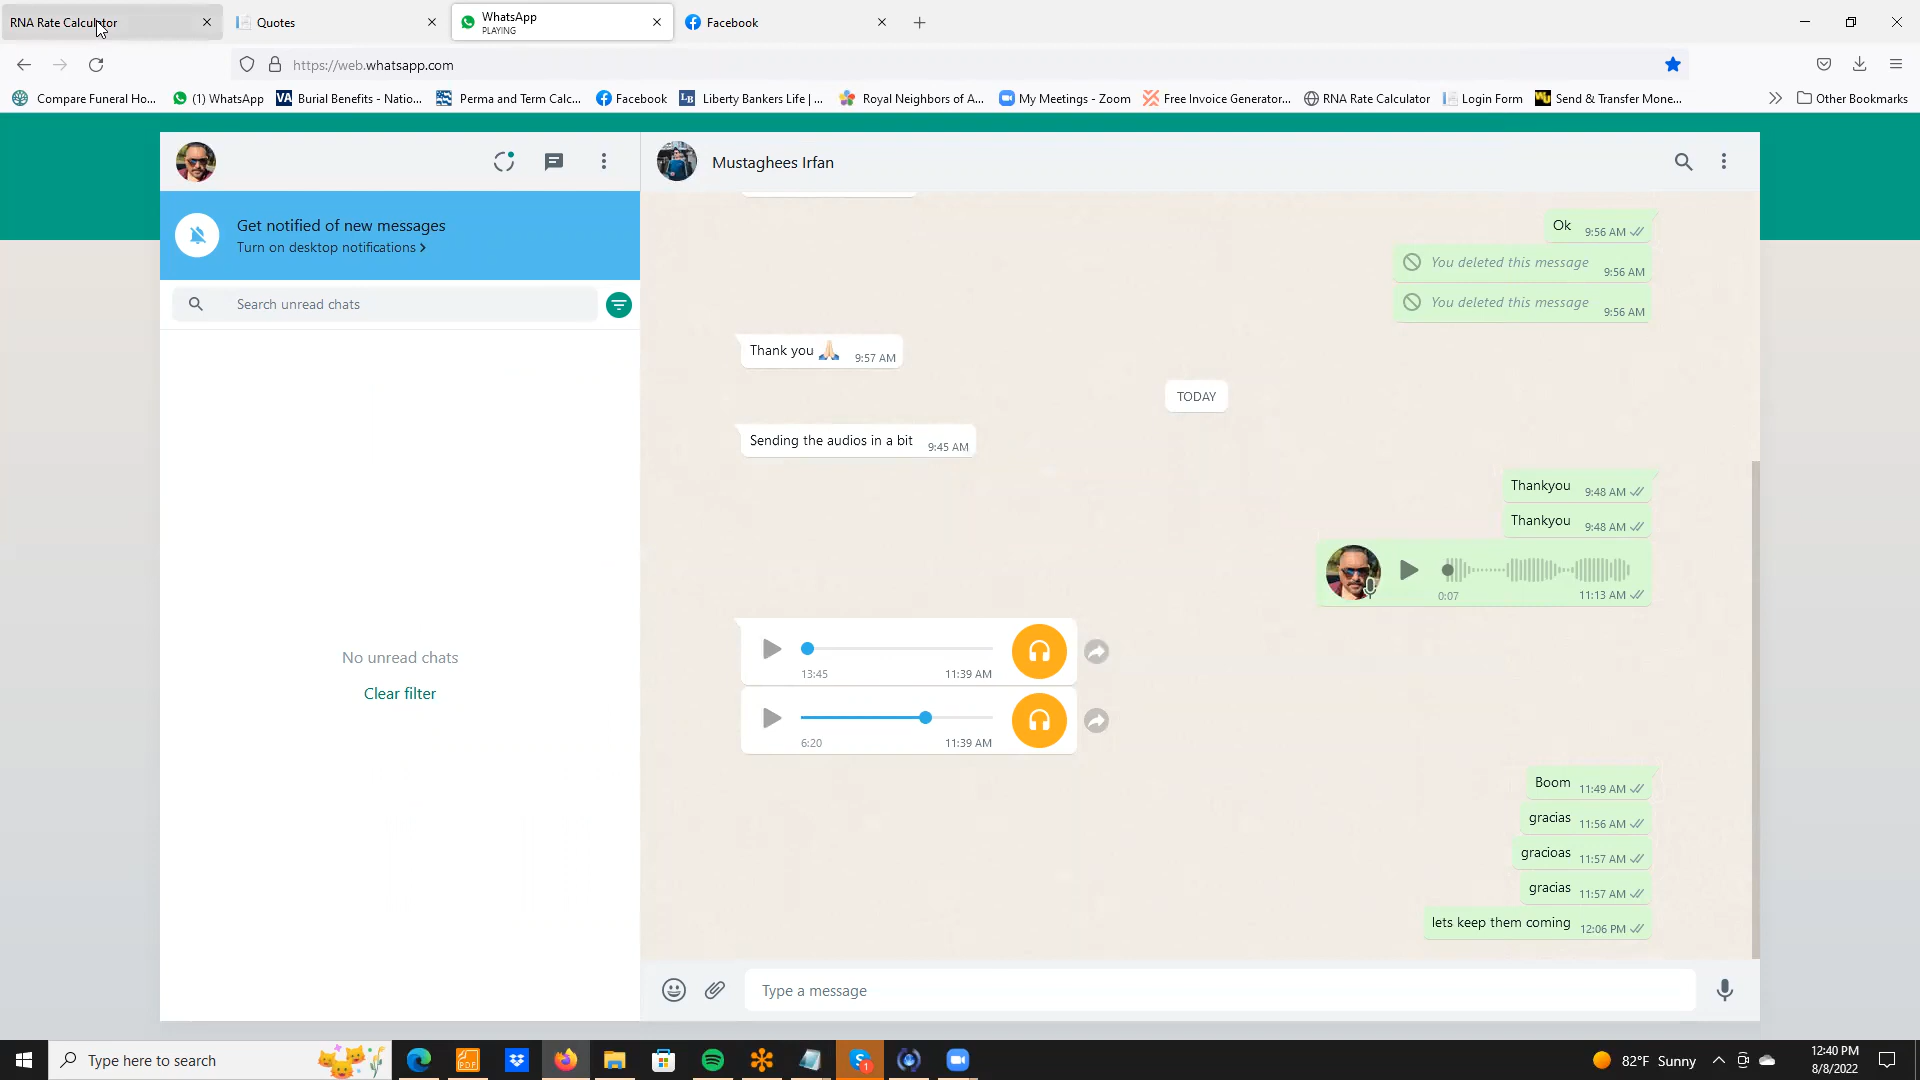 RNA Rate Calculator
Quotes
WhatsApp
PLAYING
Facebook
https://web.whatsapp.com
Compare Funeral Ho...
(1) WhatsApp
VA Burial Benefits - Natio...
Perma and Term Calc...
Facebook
LB Liberty Bankers Life | ...
Royal Neighbors of A...
My Meetings - Zoom
Free Invoice Generator...
RNA Rate Calculator
Login Form
Send & Transfer Mone...
Other Bookmarks
Mustaghees Irfan
Get notified of new messages
Turn on desktop notifications >
Search unread chats
No unread chats
Clear filter
Ok 9:56 AM
You deleted this message 9:56 AM
You deleted this message 9:56 AM
Thank you 🙏🏻 9:57 AM
TODAY
Sending the audios in a bit 9:45 AM
Thankyou 9:48 AM
Thankyou 9:48 AM
0:07 11:13 AM
13:45 11:39 AM
6:20 11:39 AM
Boom 11:49 AM
gracias 11:56 AM
gracioas 11:57 AM
gracias 11:57 AM
lets keep them coming 12:06 PM
Type a message
Type here to search
PDF
S 1
82°F Sunny
12:40 PM
8/8/2022